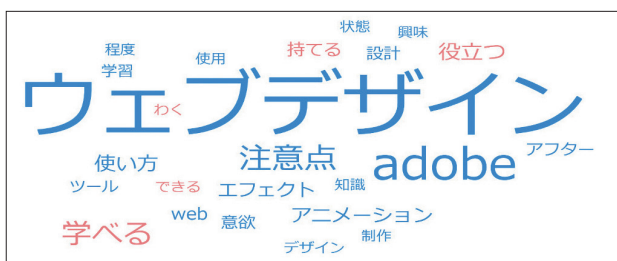 状態 興味
程度 使用 持てる 設計 役立つ
学習
ウェブデザイン
わく
使い方 注意点 adobe アフター
ツール できる エフェクト 知識
学べる web 意欲 アニメーション
デザイン 制作